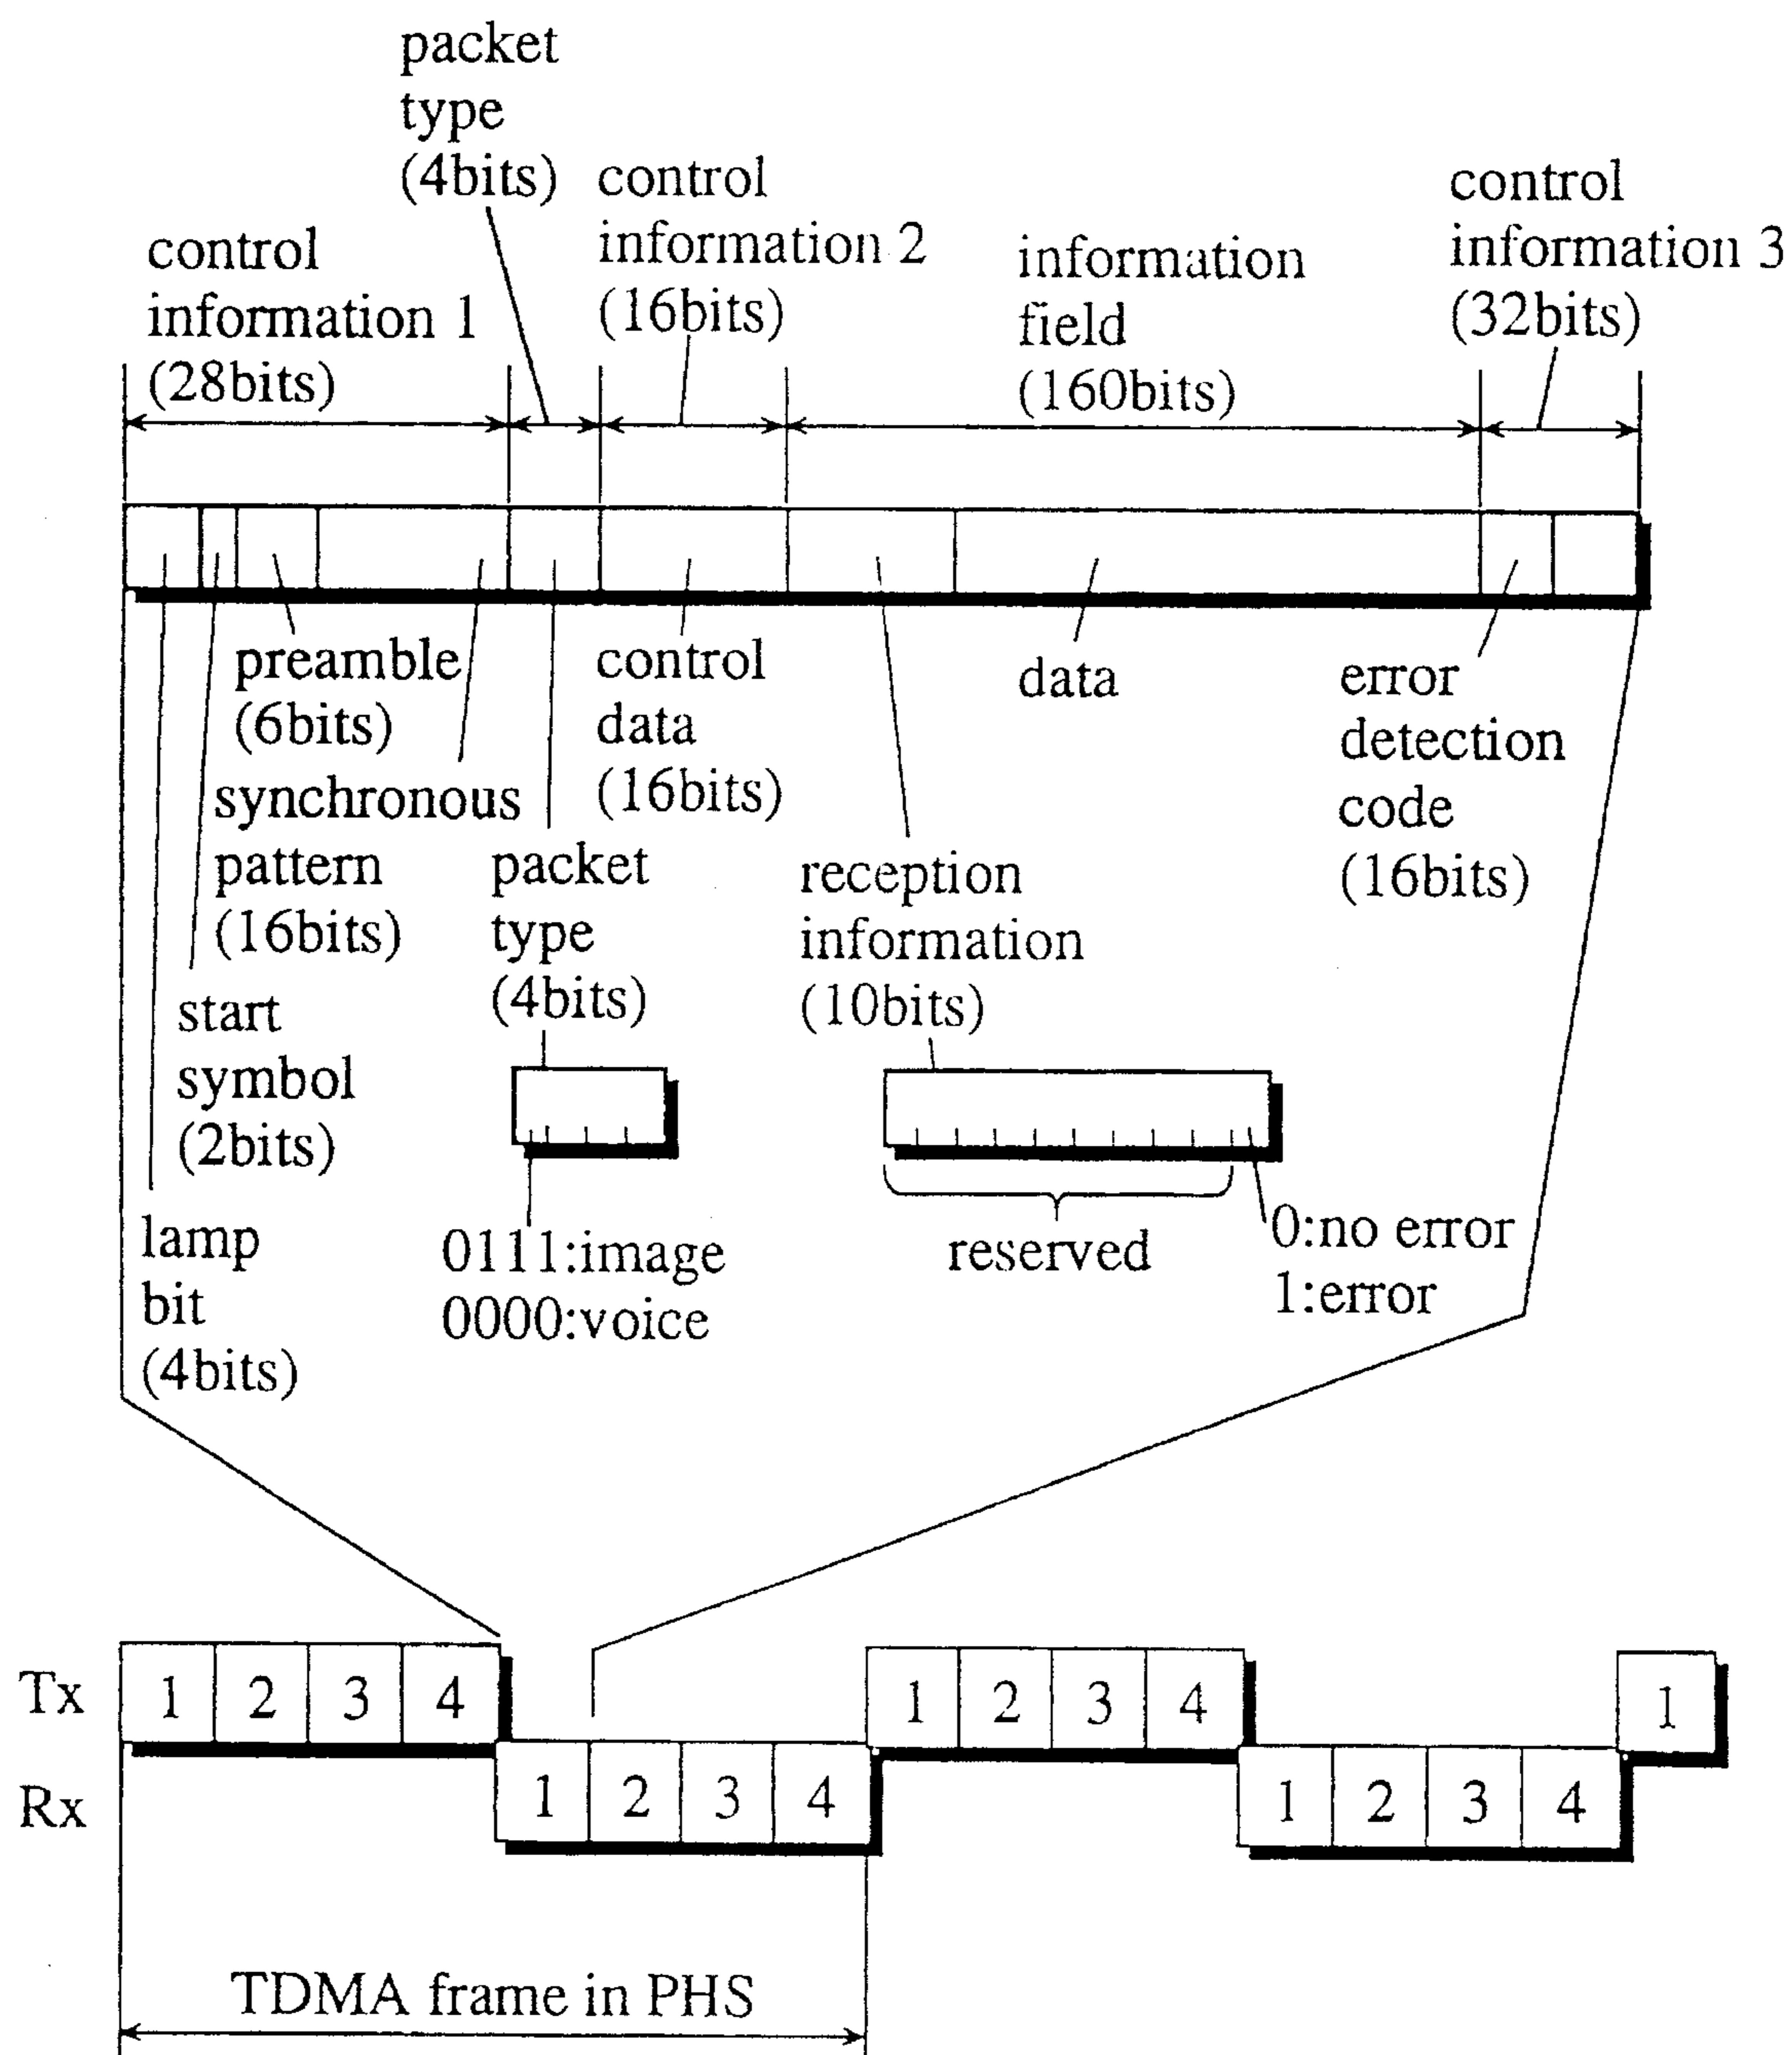 packet
type
(4bits)
control
information 1
(28bits)
control
information 2
(16bits)
information
field
(160bits)
control
information 3
(32bits)
preamble
(6bits)
synchronous
pattern
(16bits)
start
symbol
(2bits)
lamp
bit
(4bits)
control
data
(16bits)
packet
type
(4bits)
0111:image
0000:voice
reception
information
(10bits)
reserved
0:no error
1:error
data
error
detection
code
(16bits)
Tx
1 2 3 4
1 2 3 4
1
Rx
1 2 3 4
1 2 3 4
TDMA frame in PHS